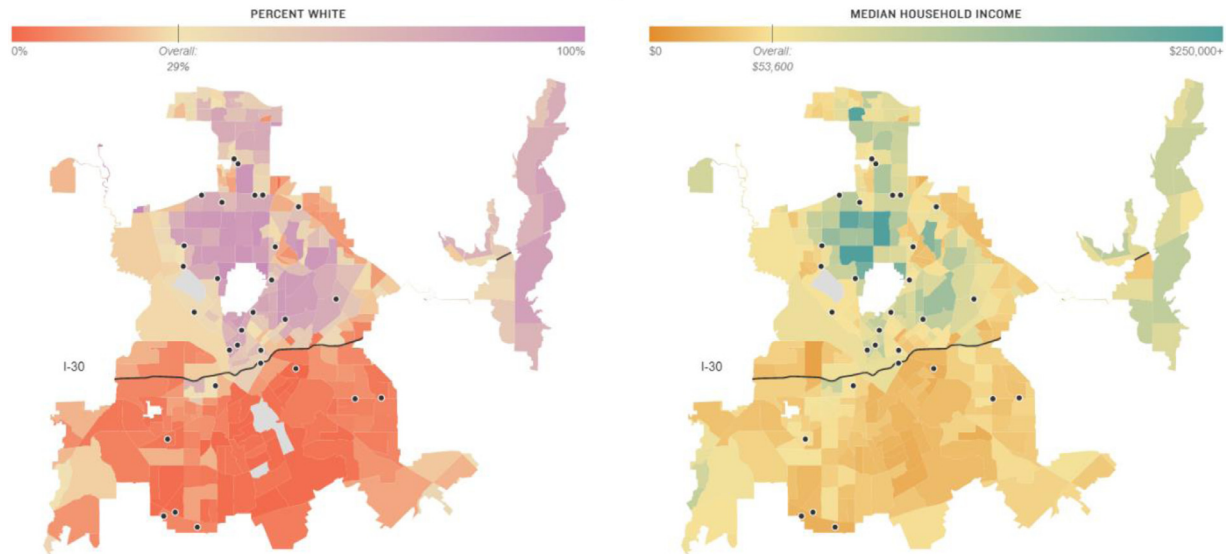 PERCENT WHITE
0%
Overall:
29%
100%
I-30
MEDIAN HOUSEHOLD INCOME
$0
Overall:
$53,600
$250,000+
I-30